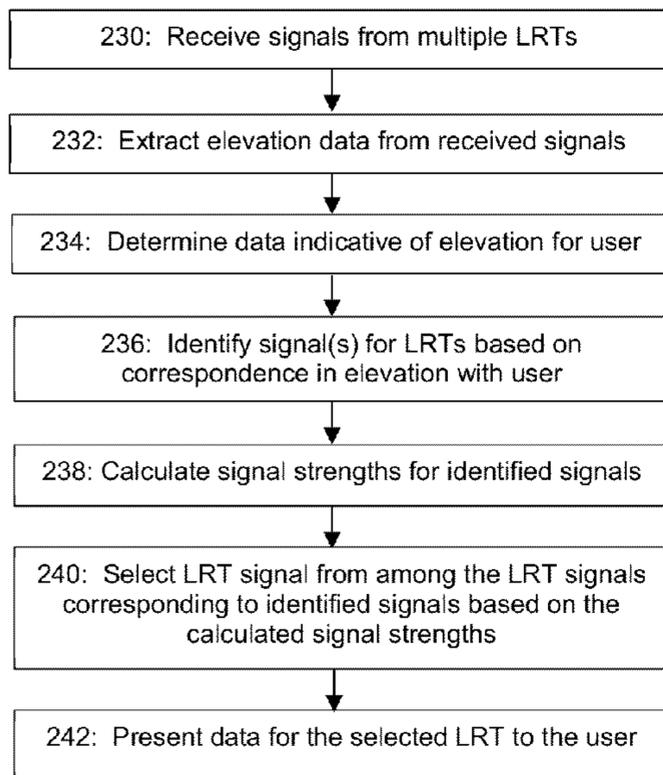 230:  Receive signals from multiple LRTs
232:  Extract elevation data from received signals
234:  Determine data indicative of elevation for user
236:  Identify signal(s) for LRTs based on
correspondence in elevation with user
238: Calculate signal strengths for identified signals
240:  Select LRT signal from among the LRT signals
corresponding to identified signals based on the
calculated signal strengths
242:  Present data for the selected LRT to the user